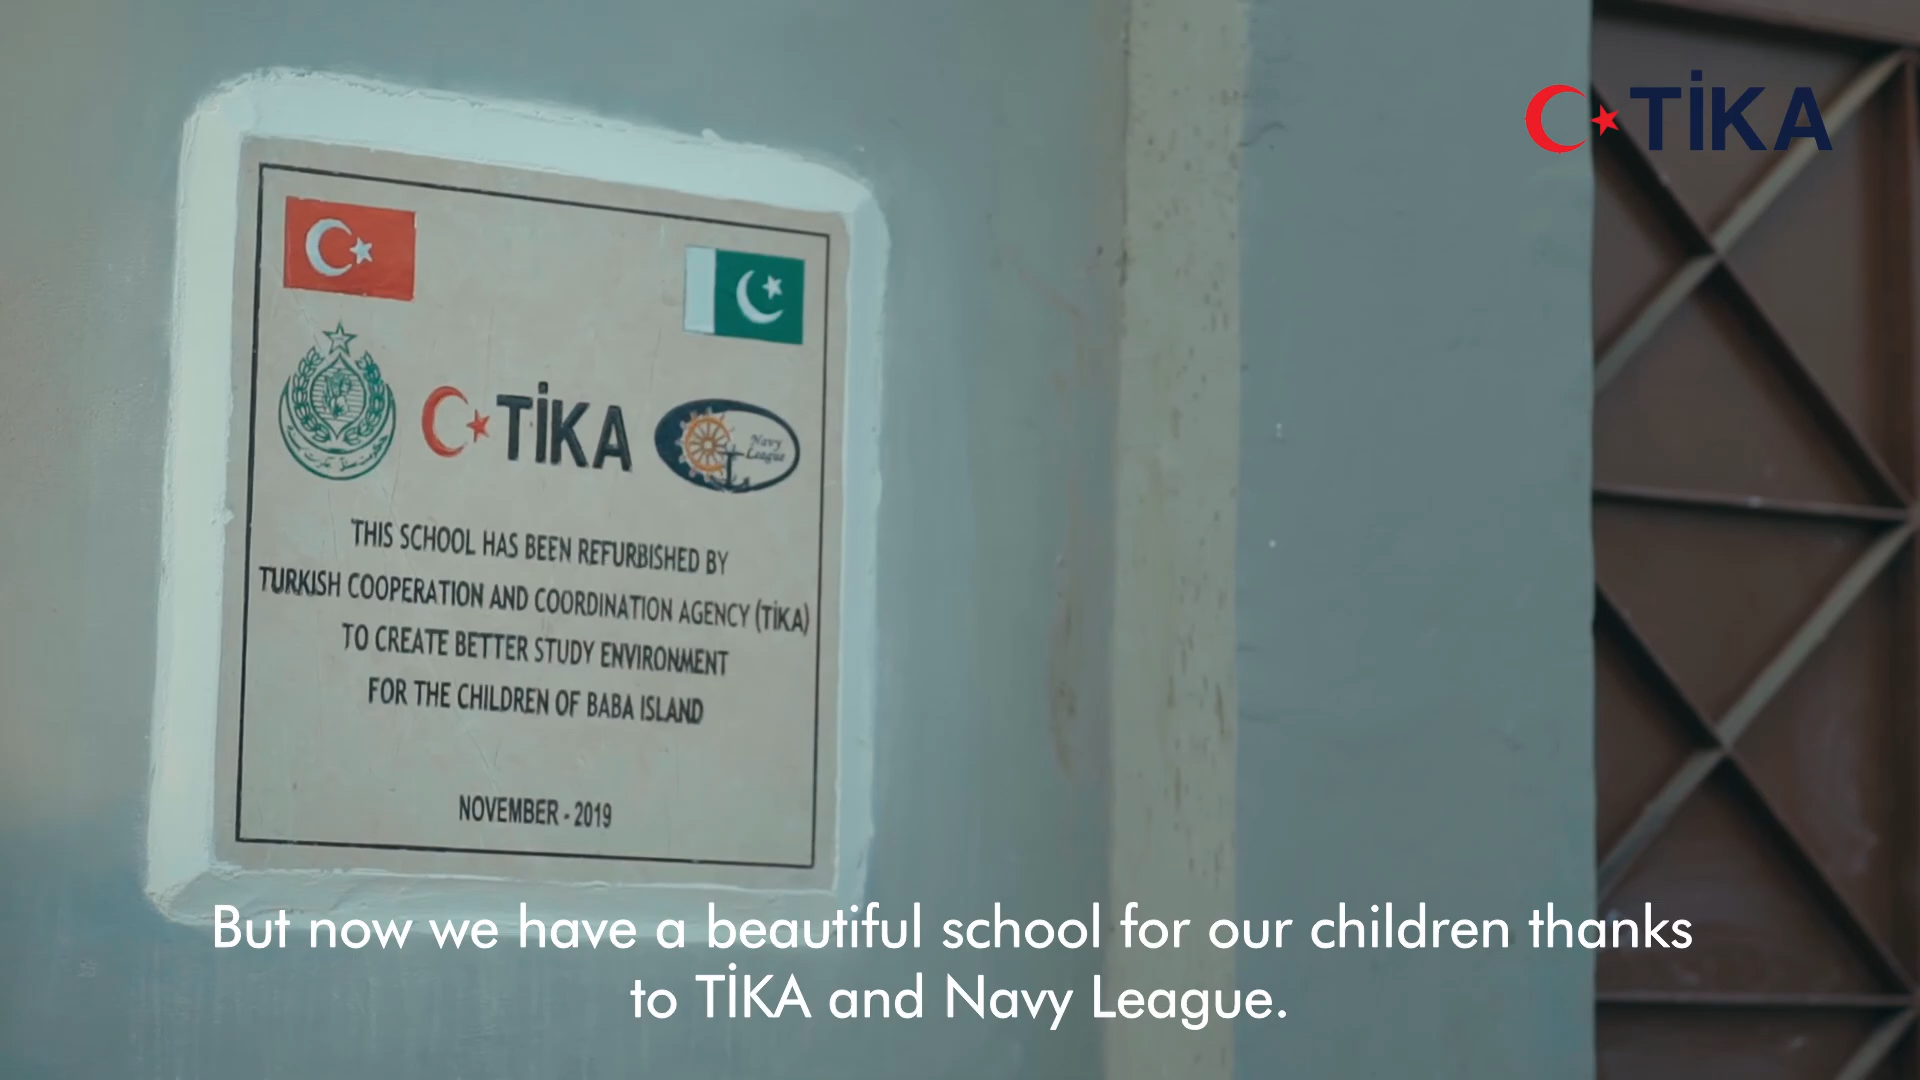 TİKA
TİKA
Navy
League
THIS SCHOOL HAS BEEN REFURBISHED BY
TURKISH COOPERATION AND COORDINATION AGENCY (TİKA)
TO CREATE BETTER STUDY ENVIRONMENT
FOR THE CHILDREN OF BABA ISLAND
NOVEMBER - 2019
But now we have a beautiful school for our children thanks
to TİKA and Navy League.